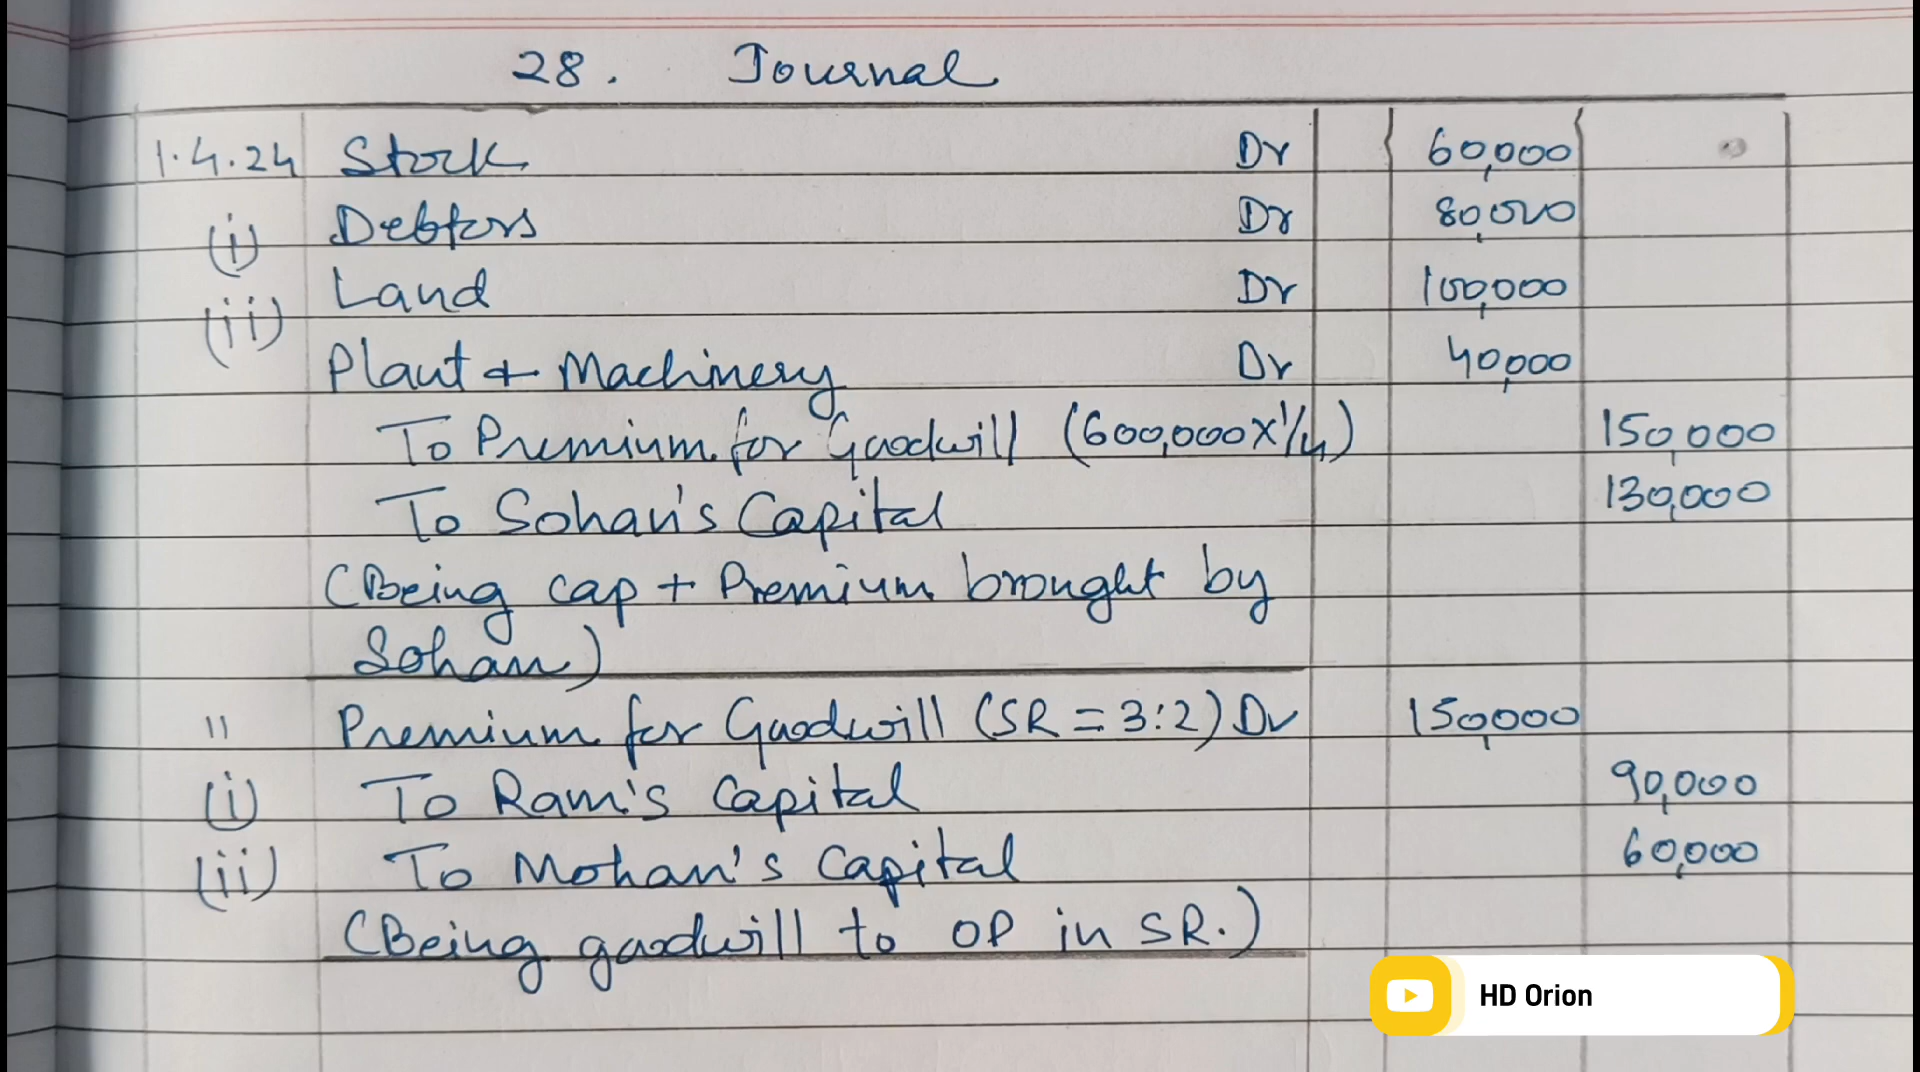 28. Journal
1.4.24 Stock Dr 60,000
(i) Debtors Dr 80,000
(ii) Land Dr 100,000
Plant + Machinery Dr 40,000
To Premium for Goodwill (600,000x1/4) 150,000
To Sohan's Capital 130,000
(Being cap + Premium brought by
Sohan)
" Premium for Goodwill (SR = 3:2) Dr 150,000
(i) To Ram's Capital 90,000
(ii) To Mohan's Capital 60,000
(Being goodwill to OP in SR.)
HD Orion